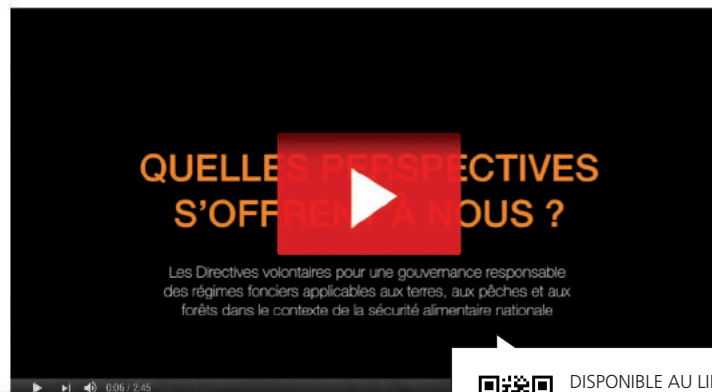 QUELLES PERSPECTIVES
S'OFFRENT À NOUS ?
Les Directives volontaires pour une gouvernance responsable
des régimes fonciers applicables aux terres, aux pêches et aux
forêts dans le contexte de la sécurité alimentaire nationale
0:06 / 2:45
DISPONIBLE AU